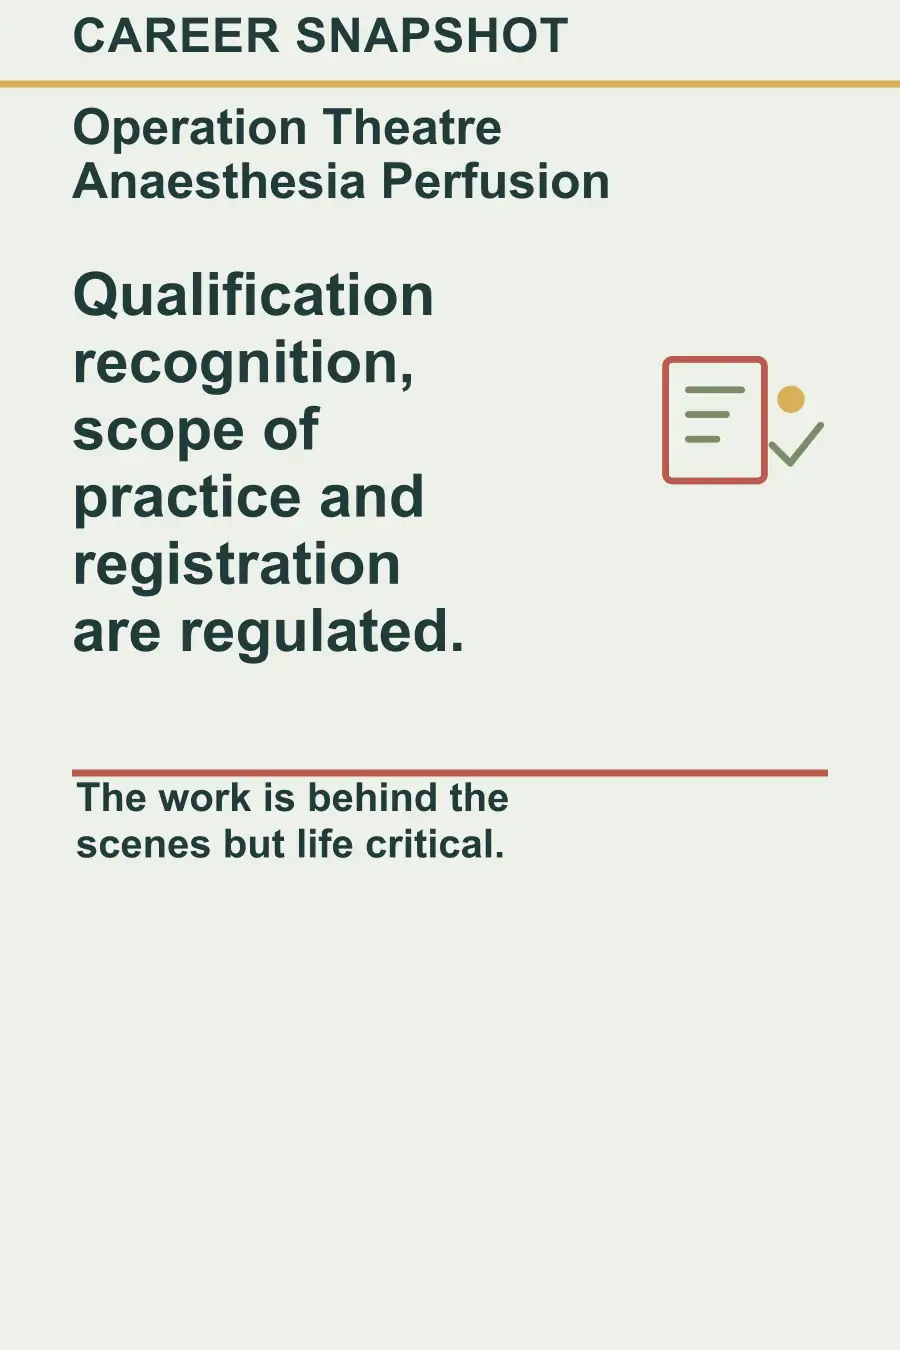 CAREER SNAPSHOT
Operation Theatre
Anaesthesia Perfusion
Qualification
recognition,
scope of
practice and
registration
are regulated.
The work is behind the
scenes but life critical.